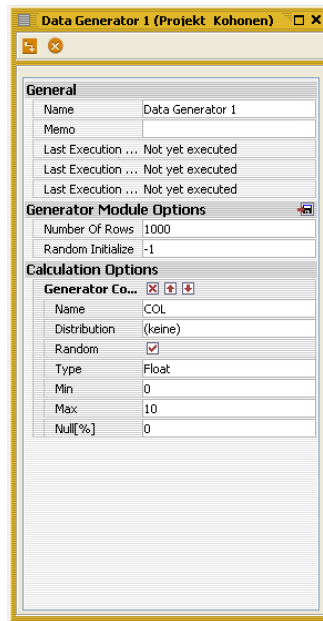 Data Generator 1 (Projekt Kohonen)
General
Name Data Generator 1
Memo
Last Execution ... Not yet executed
Last Execution ... Not yet executed
Last Execution ... Not yet executed
Generator Module Options
Number Of Rows 1000
Random Initialize -1
Calculation Options
Generator Co...
Name COL
Distribution (keine)
Random
Type Float
Min 0
Max 10
Null[%] 0